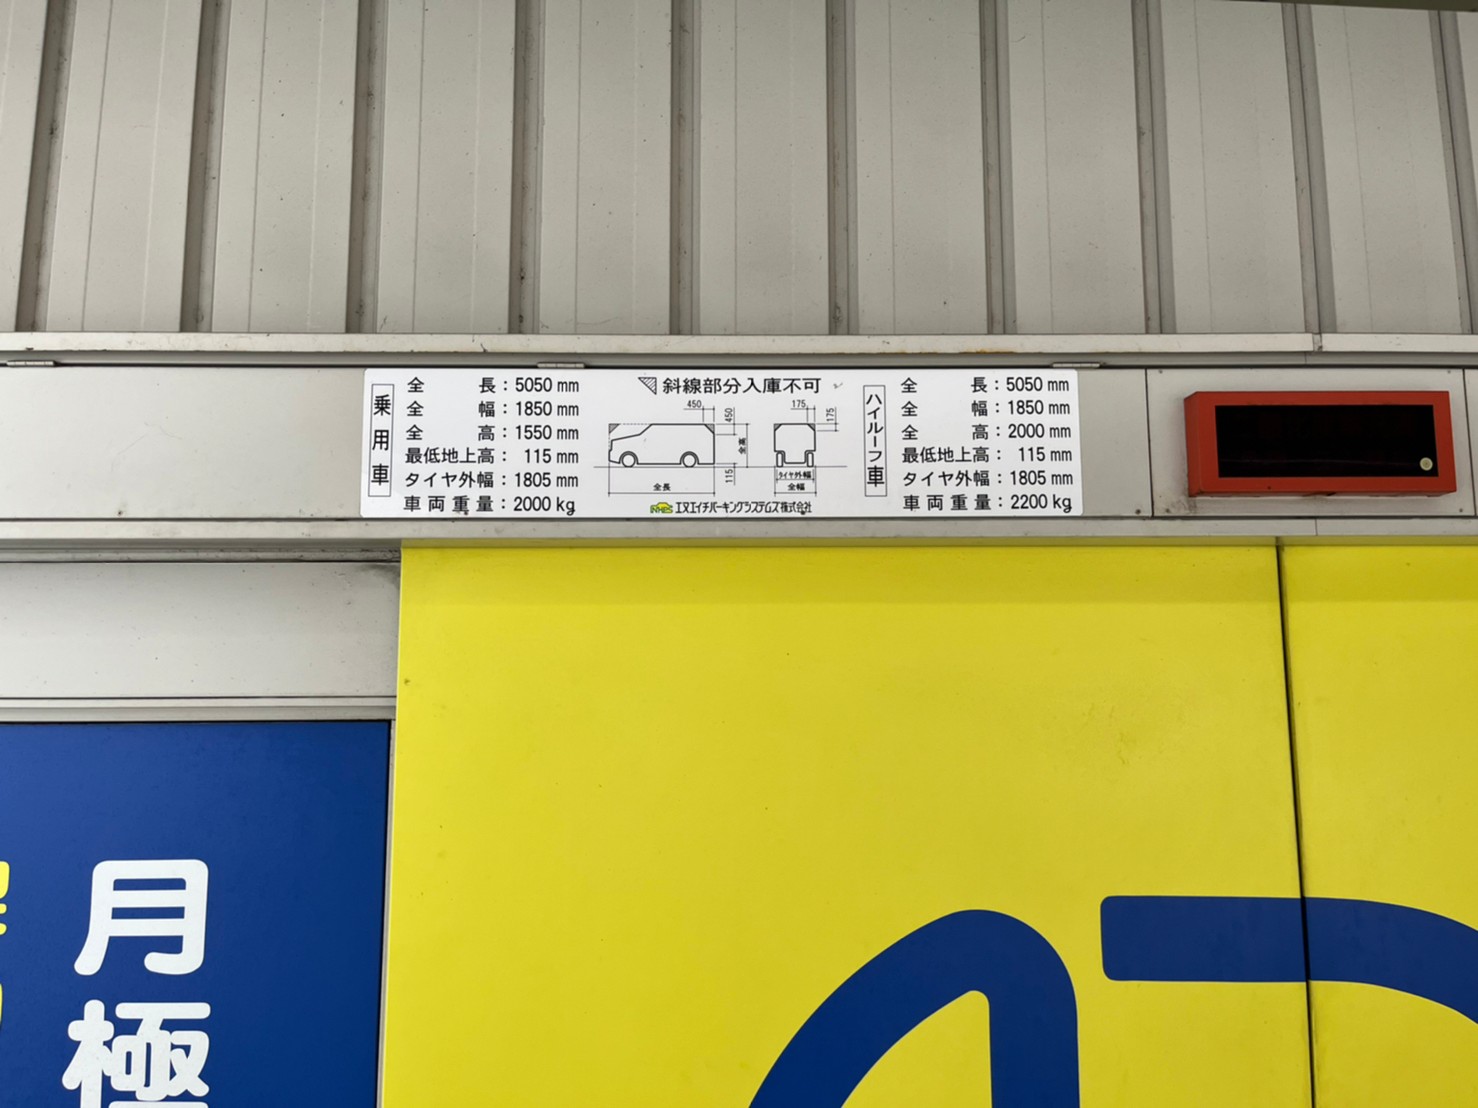 乗用車
全長：5050 mm
全幅：1850 mm
全高：1550 mm
最低地上高：115 mm
タイヤ外幅：1805 mm
車両重量：2000 kg
斜線部分入庫不可
450
450
175
175
全高
115
全長
タイヤ外幅
全幅
NHPS エヌエイチパーキングシステムズ株式会社
ハイルーフ車
全長：5050 mm
全幅：1850 mm
全高：2000 mm
最低地上高：115 mm
タイヤ外幅：1805 mm
車両重量：2200 kg
月極